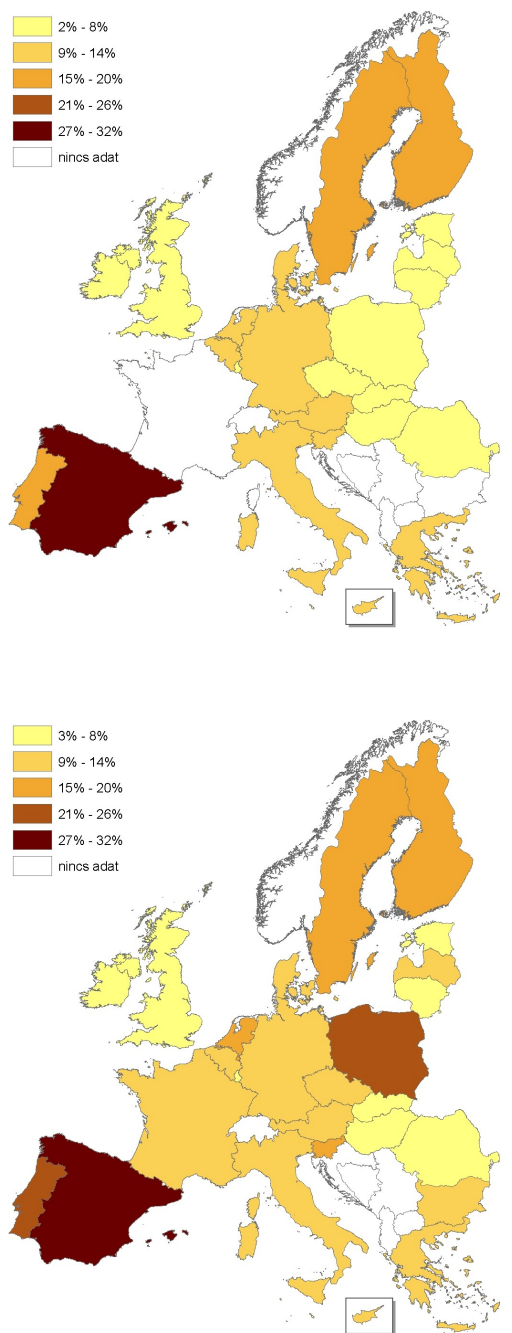 2% - 8%
9% - 14%
15% - 20%
21% - 26%
27% - 32%
nincs adat
3% - 8%
9% - 14%
15% - 20%
21% - 26%
27% - 32%
nincs adat